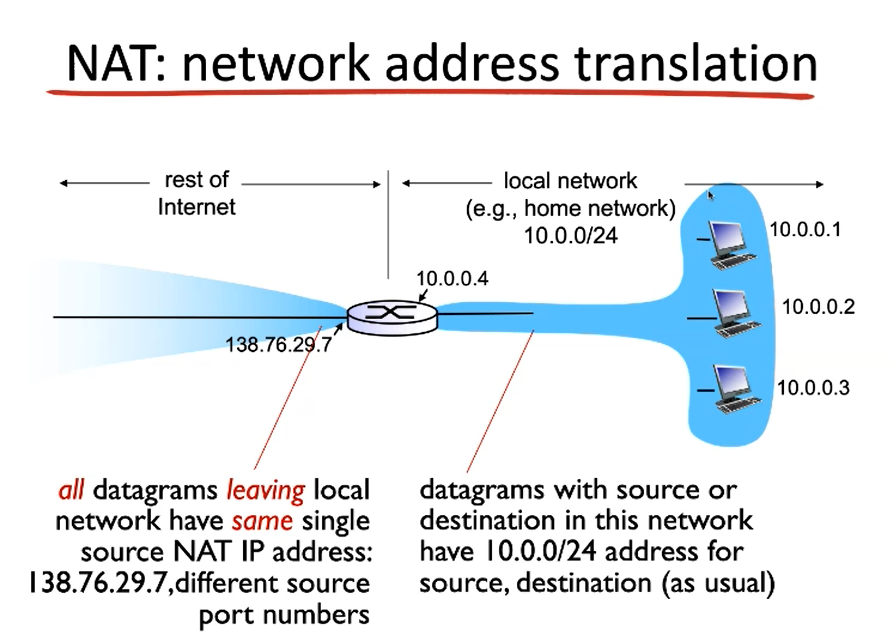 NAT: network address translation
rest of
Internet
local network
(e.g., home network)
10.0.0/24
10.0.0.1
10.0.0.4
10.0.0.2
138.76.29.7
10.0.0.3
all datagrams leaving local
network have same single
source NAT IP address:
138.76.29.7,different source
port numbers
datagrams with source or
destination in this network
have 10.0.0/24 address for
source, destination (as usual)